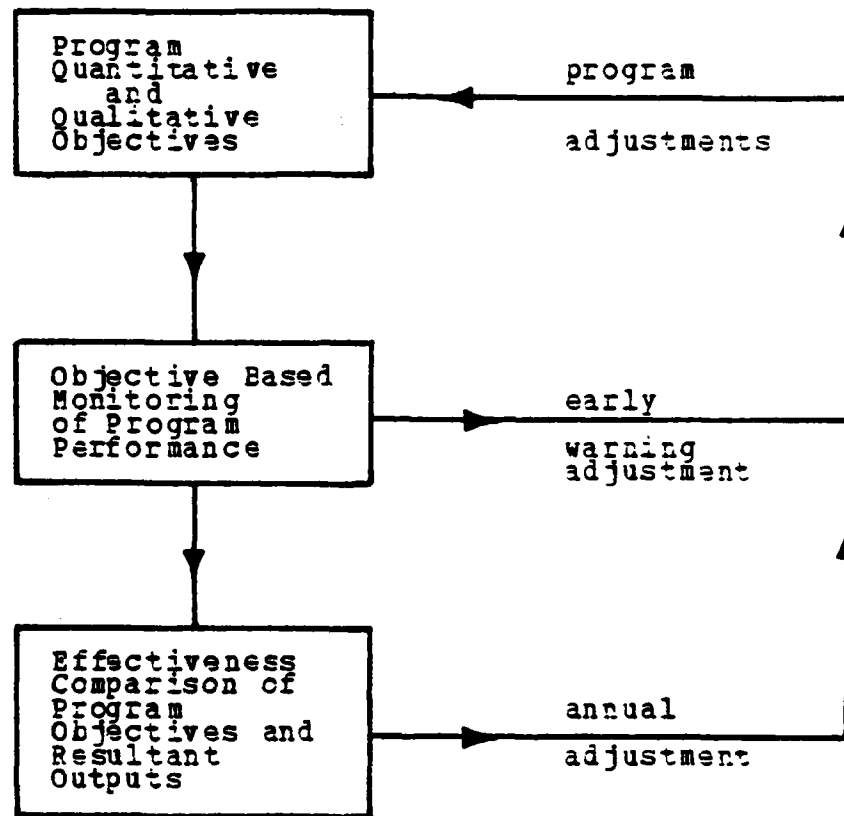 Program
Quantitative
and
Qualitative
Objectives
program
adjustments
Objective Based
Monitoring
of Program
Performance
early
warning
adjustment
Effectiveness
Comparison of
Program
Objectives and
Resultant
Outputs
annual
adjustment